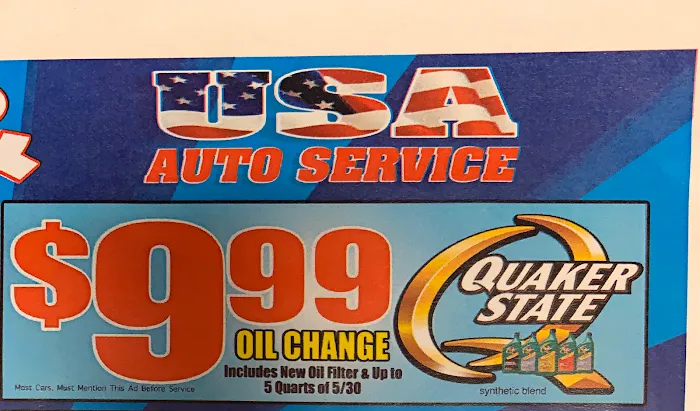 USA
AUTO SERVICE
$9.99
OIL CHANGE
Includes New Oil Filter & Up to
5 Quarts of 5/30
Most Cars. Must Mention This Ad Before Service
QUAKER
STATE
synthetic blend